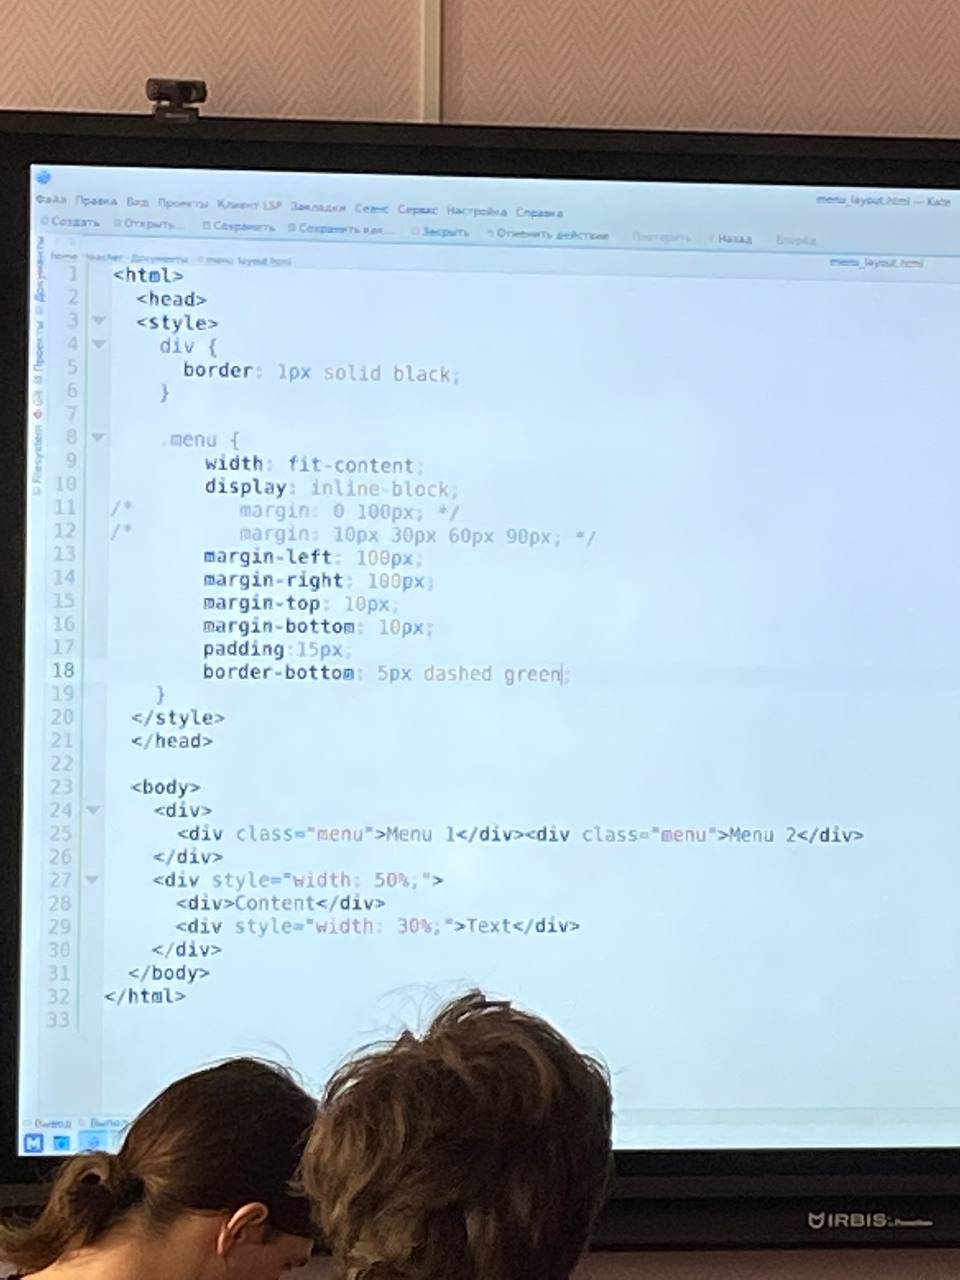 menu_layout.html — Kate
Файл Правка Вид Проекты Клиент LSP Закладки Сеанс Сервис Настройка Справка
Создать Открыть... Сохранить Сохранить как... Закрыть Отменить действие Повторить Назад Вперёд
home teacher Документы menu_layout.html
menu_layout.html
Документы
Проекты
Git
Filesystem
1 <html>
2 <head>
3 <style>
4 div {
5 border: 1px solid black;
6 }
7
8 .menu {
9 width: fit-content;
10 display: inline-block;
11 /* margin: 0 100px; */
12 /* margin: 10px 30px 60px 90px; */
13 margin-left: 100px;
14 margin-right: 100px;
15 margin-top: 10px;
16 margin-bottom: 10px;
17 padding:15px;
18 border-bottom: 5px dashed green;
19 }
20 </style>
21 </head>
22
23 <body>
24 <div>
25 <div class="menu">Menu 1</div><div class="menu">Menu 2</div>
26 </div>
27 <div style="width: 50%;">
28 <div>Content</div>
29 <div style="width: 30%;">Text</div>
30 </div>
31 </body>
32 </html>
33
Вывод
IRBIS